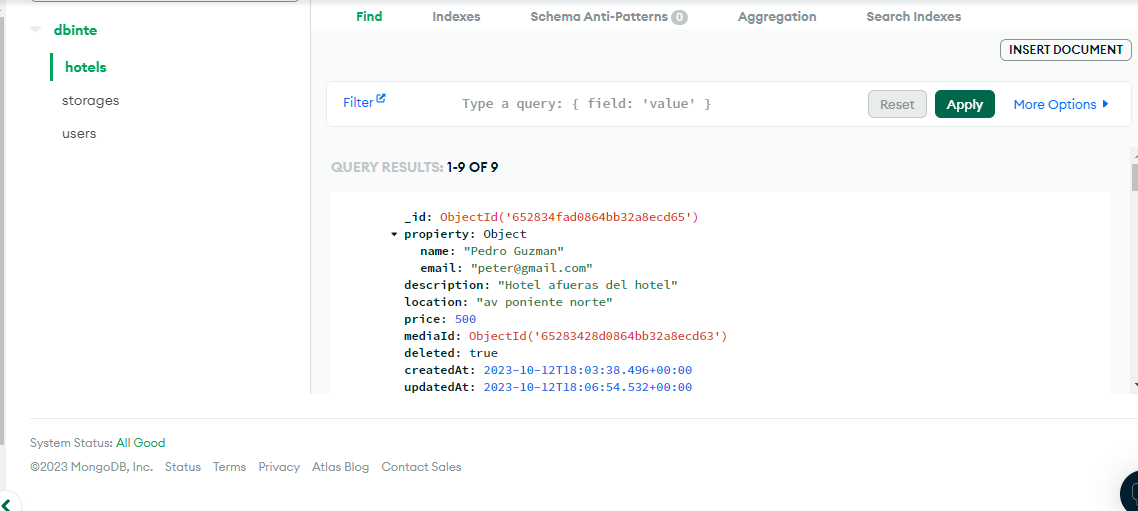 Find Indexes Schema Anti-Patterns 0 Aggregation Search Indexes
dbinte
hotels
storages
users
INSERT DOCUMENT
Filter Type a query: { field: 'value' } Reset Apply More Options
QUERY RESULTS: 1-9 OF 9
_id: ObjectId('652834fad0864bb32a8ecd65')
propierty: Object
name: "Pedro Guzman"
email: "peter@gmail.com"
description: "Hotel afueras del hotel"
location: "av poniente norte"
price: 500
mediaId: ObjectId('65283428d0864bb32a8ecd63')
deleted: true
createdAt: 2023-10-12T18:03:38.496+00:00
updatedAt: 2023-10-12T18:06:54.532+00:00
System Status: All Good
©2023 MongoDB, Inc. Status Terms Privacy Atlas Blog Contact Sales